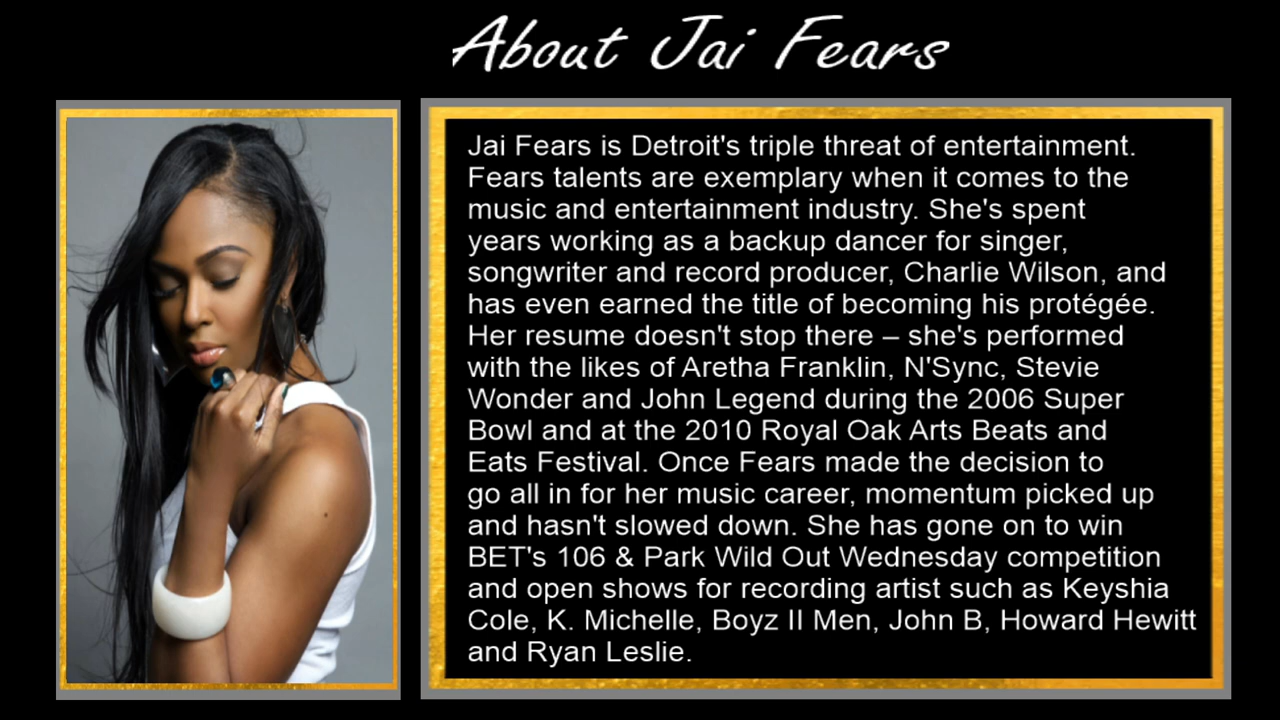 About Jai Fears
Jai Fears is Detroit's triple threat of entertainment.
Fears talents are exemplary when it comes to the
music and entertainment industry. She's spent
years working as a backup dancer for singer,
songwriter and record producer, Charlie Wilson, and
has even earned the title of becoming his protégée.
Her resume doesn't stop there – she's performed
with the likes of Aretha Franklin, N'Sync, Stevie
Wonder and John Legend during the 2006 Super
Bowl and at the 2010 Royal Oak Arts Beats and
Eats Festival. Once Fears made the decision to
go all in for her music career, momentum picked up
and hasn't slowed down. She has gone on to win
BET's 106 & Park Wild Out Wednesday competition
and open shows for recording artist such as Keyshia
Cole, K. Michelle, Boyz II Men, John B, Howard Hewitt
and Ryan Leslie.